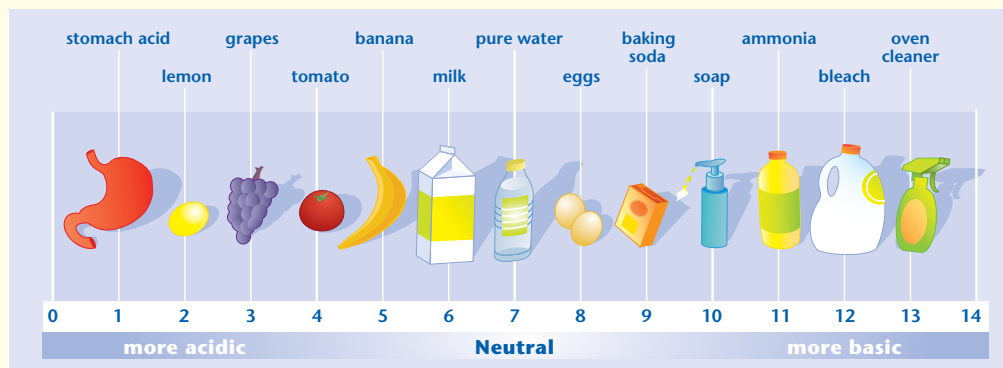 stomach acid grapes banana pure water baking soda ammonia oven cleaner
lemon tomato milk eggs soap bleach
0 1 2 3 4 5 6 7 8 9 10 11 12 13 14
more acidic Neutral more basic